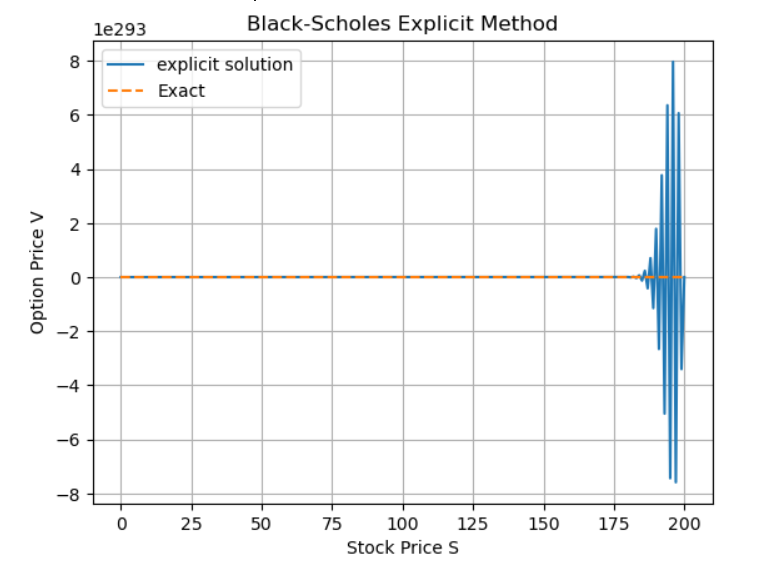 Black-Scholes Explicit Method
1e293
explicit solution
Exact
8
6
4
2
0
−2
−4
−6
−8
Option Price V
0 25 50 75 100 125 150 175 200
Stock Price S